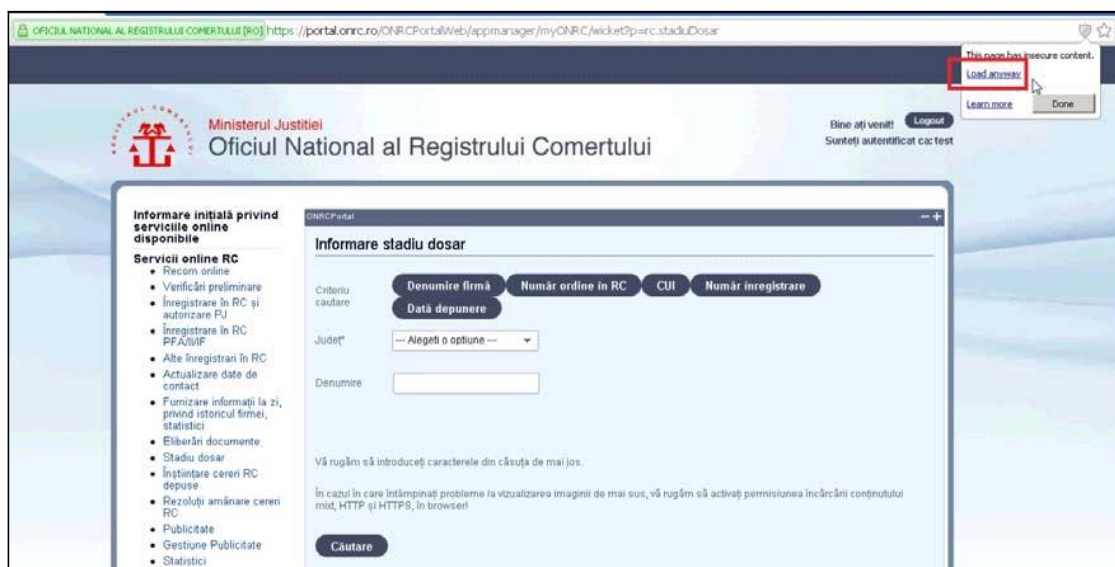 OFICIUL NATIONAL AL REGISTRULUI COMERTULUI [RO] https://portal.onrc.ro/ONRCPortalWeb/appmanager/myONRC/wicket?p=rc.stadiuDosar
This page has insecure content.
Load anyway
Learn more
Done
Ministerul Justitiei
Oficiul National al Registrului Comertului
Bine ați venit!
Logout
Sunteți autentificat ca: test
Informare inițială privind
serviciile online
disponibile
Servicii online RC
Recom online
Verificări preliminare
Înregistrare în RC și
autorizare PJ
Înregistrare în RC
PFA/II/IF
Alte înregistrari în RC
Actualizare date de
contact
Furnizare informații la zi,
privind istoricul firmei,
statistici
Eliberări documente
Stadiu dosar
Înștiințare cereri RC
depuse
Rezoluții amânare cereri
RC
Publicitate
Gestiune Publicitate
Statistici
ONRCPortal
Informare stadiu dosar
Criteriu
cautare
Denumire firmă
Număr ordine în RC
CUI
Număr înregistrare
Dată depunere
Județ*
--- Alegeti o optiune ---
Denumire
Vă rugăm să introduceți caracterele din căsuța de mai jos.
În cazul în care întâmpinați probleme la vizualizarea imaginii de mai sus, vă rugăm să activați permisiunea încărcării conținutului
mixt, HTTP și HTTPS, în browser!
Căutare